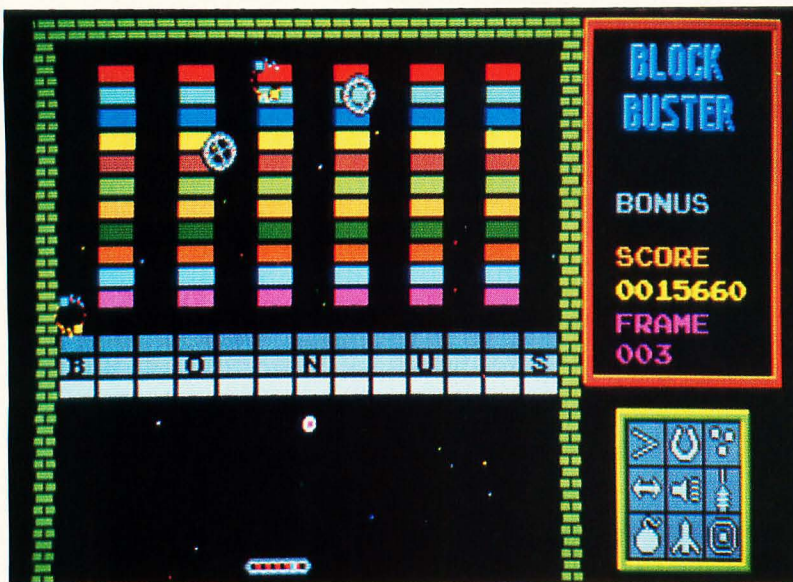 BLOCK
BUSTER
BONUS
SCORE
0015660
FRAME
003
B O N U S